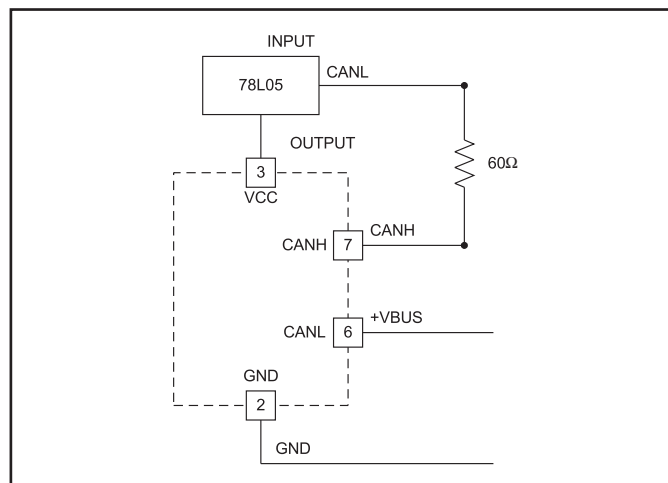 INPUT
78L05
CANL
OUTPUT
3
VCC
60Ω
CANH
7
CANH
CANL
6
+VBUS
GND
2
GND